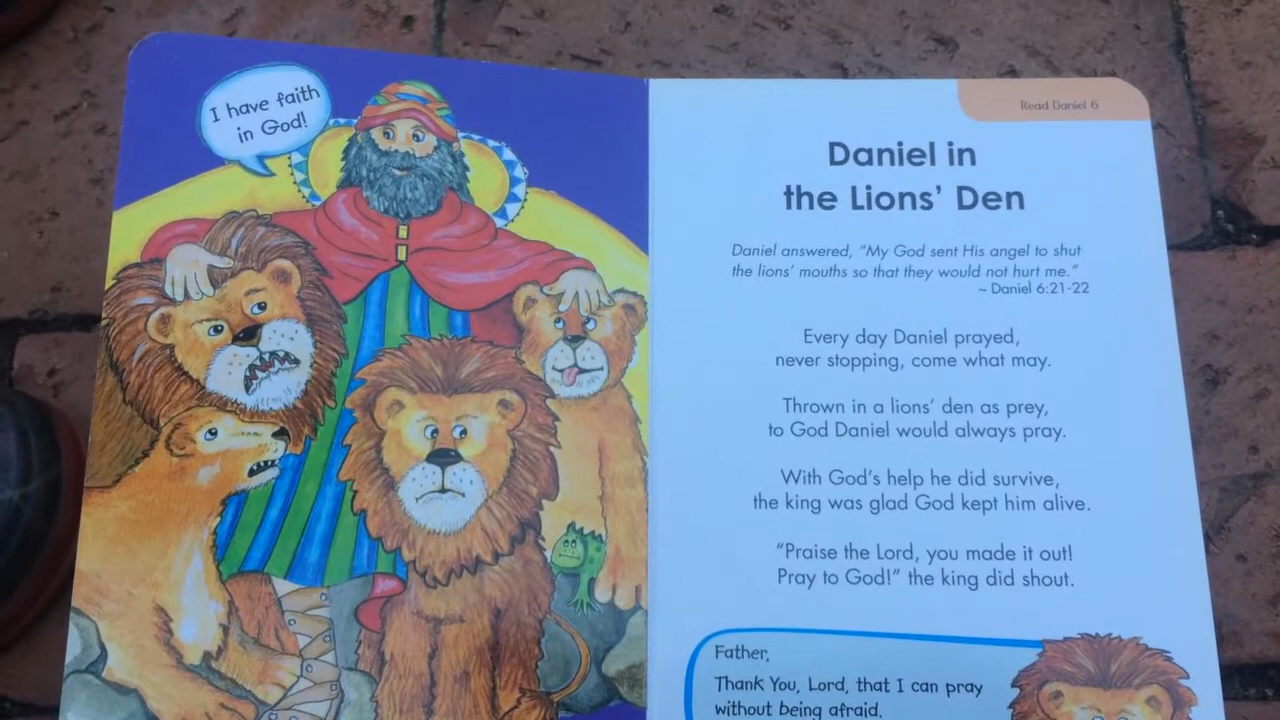 I have faith
in God!
Read Daniel 6
Daniel in
the Lions’ Den
Daniel answered, “My God sent His angel to shut
the lions’ mouths so that they would not hurt me.”
~ Daniel 6:21-22
Every day Daniel prayed,
never stopping, come what may.
Thrown in a lions’ den as prey,
to God Daniel would always pray.
With God’s help he did survive,
the king was glad God kept him alive.
“Praise the Lord, you made it out!
Pray to God!” the king did shout.
Father,
Thank You, Lord, that I can pray
without being afraid.